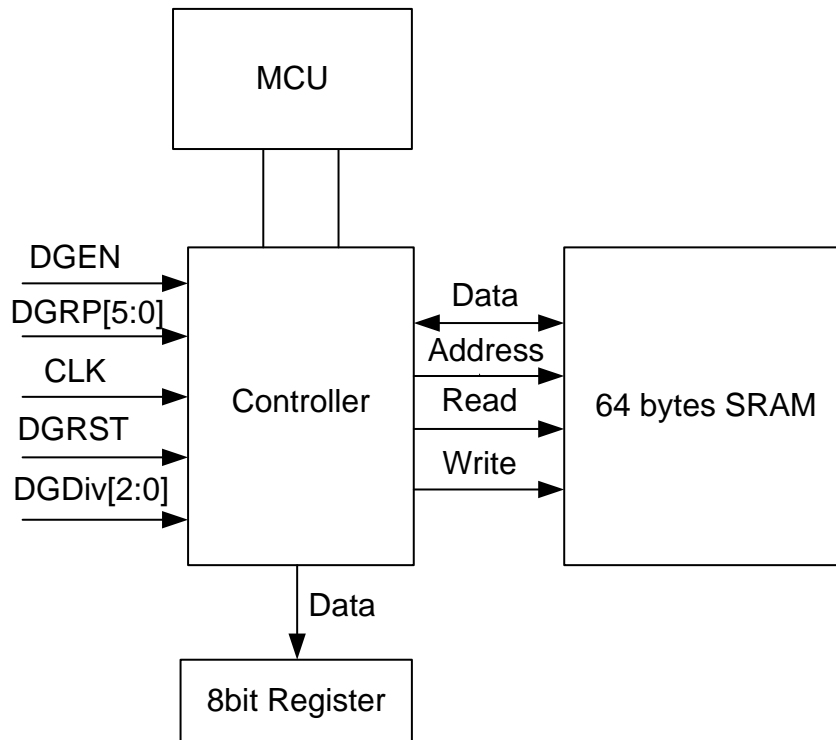 MCU
DGEN
DGRP[5:0]
CLK
DGRST
DGDiv[2:0]
Controller
Data
Address
Read
Write
64 bytes SRAM
Data
8bit Register